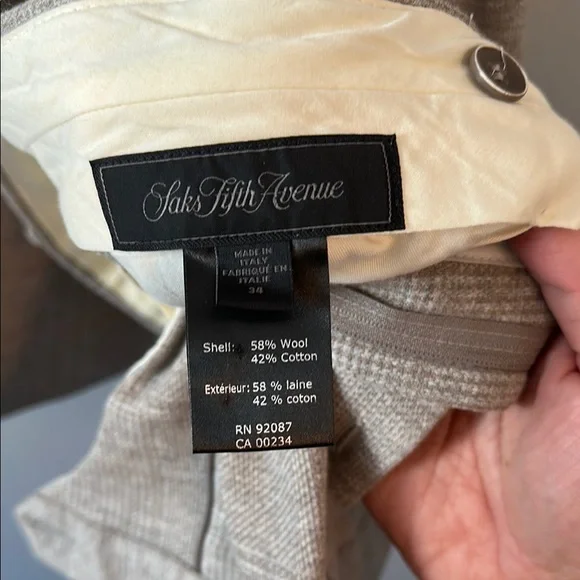 Saks Fifth Avenue
MADE IN
ITALY
FABRIQUÉ EN
ITALIE
34
Shell: 58% Wool
42% Cotton
Extérieur: 58 % laine
42 % coton
RN 92087
CA 00234